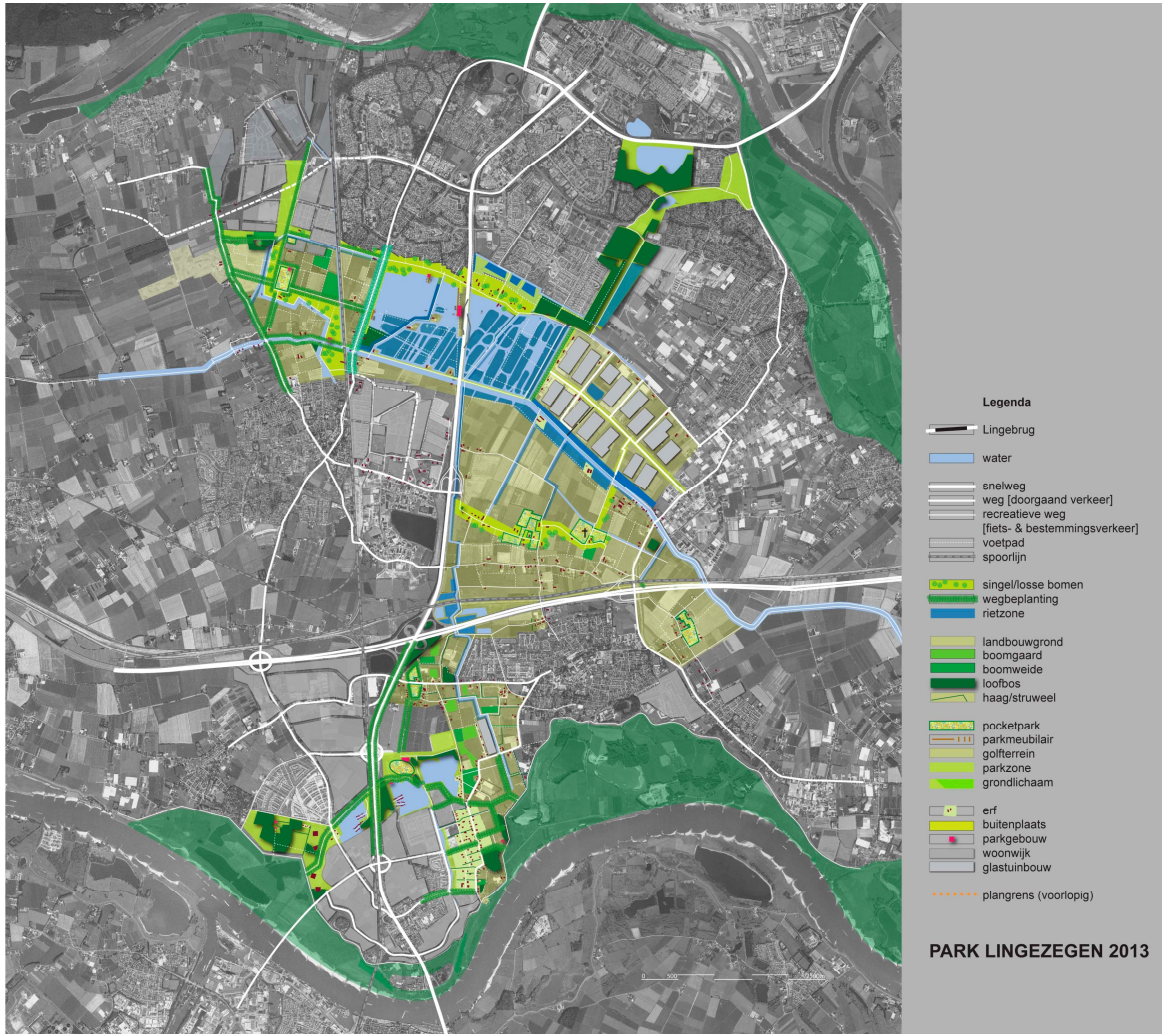 Legenda
Lingebrug
water
snelweg
weg [doorgaand verkeer]
recreatieve weg
[fiets- & bestemmingsverkeer]
voetpad
spoorlijn
singel/losse bomen
wegbeplanting
rietzone
landbouwgrond
boomgaard
boomweide
loofbos
haag/struweel
pocketpark
parkmeubilair
golfterrein
parkzone
grondlichaam
erf
buitenplaats
parkgebouw
woonwijk
glastuinbouw
plangrens (voorlopig)
PARK LINGEZEGEN 2013
0 500